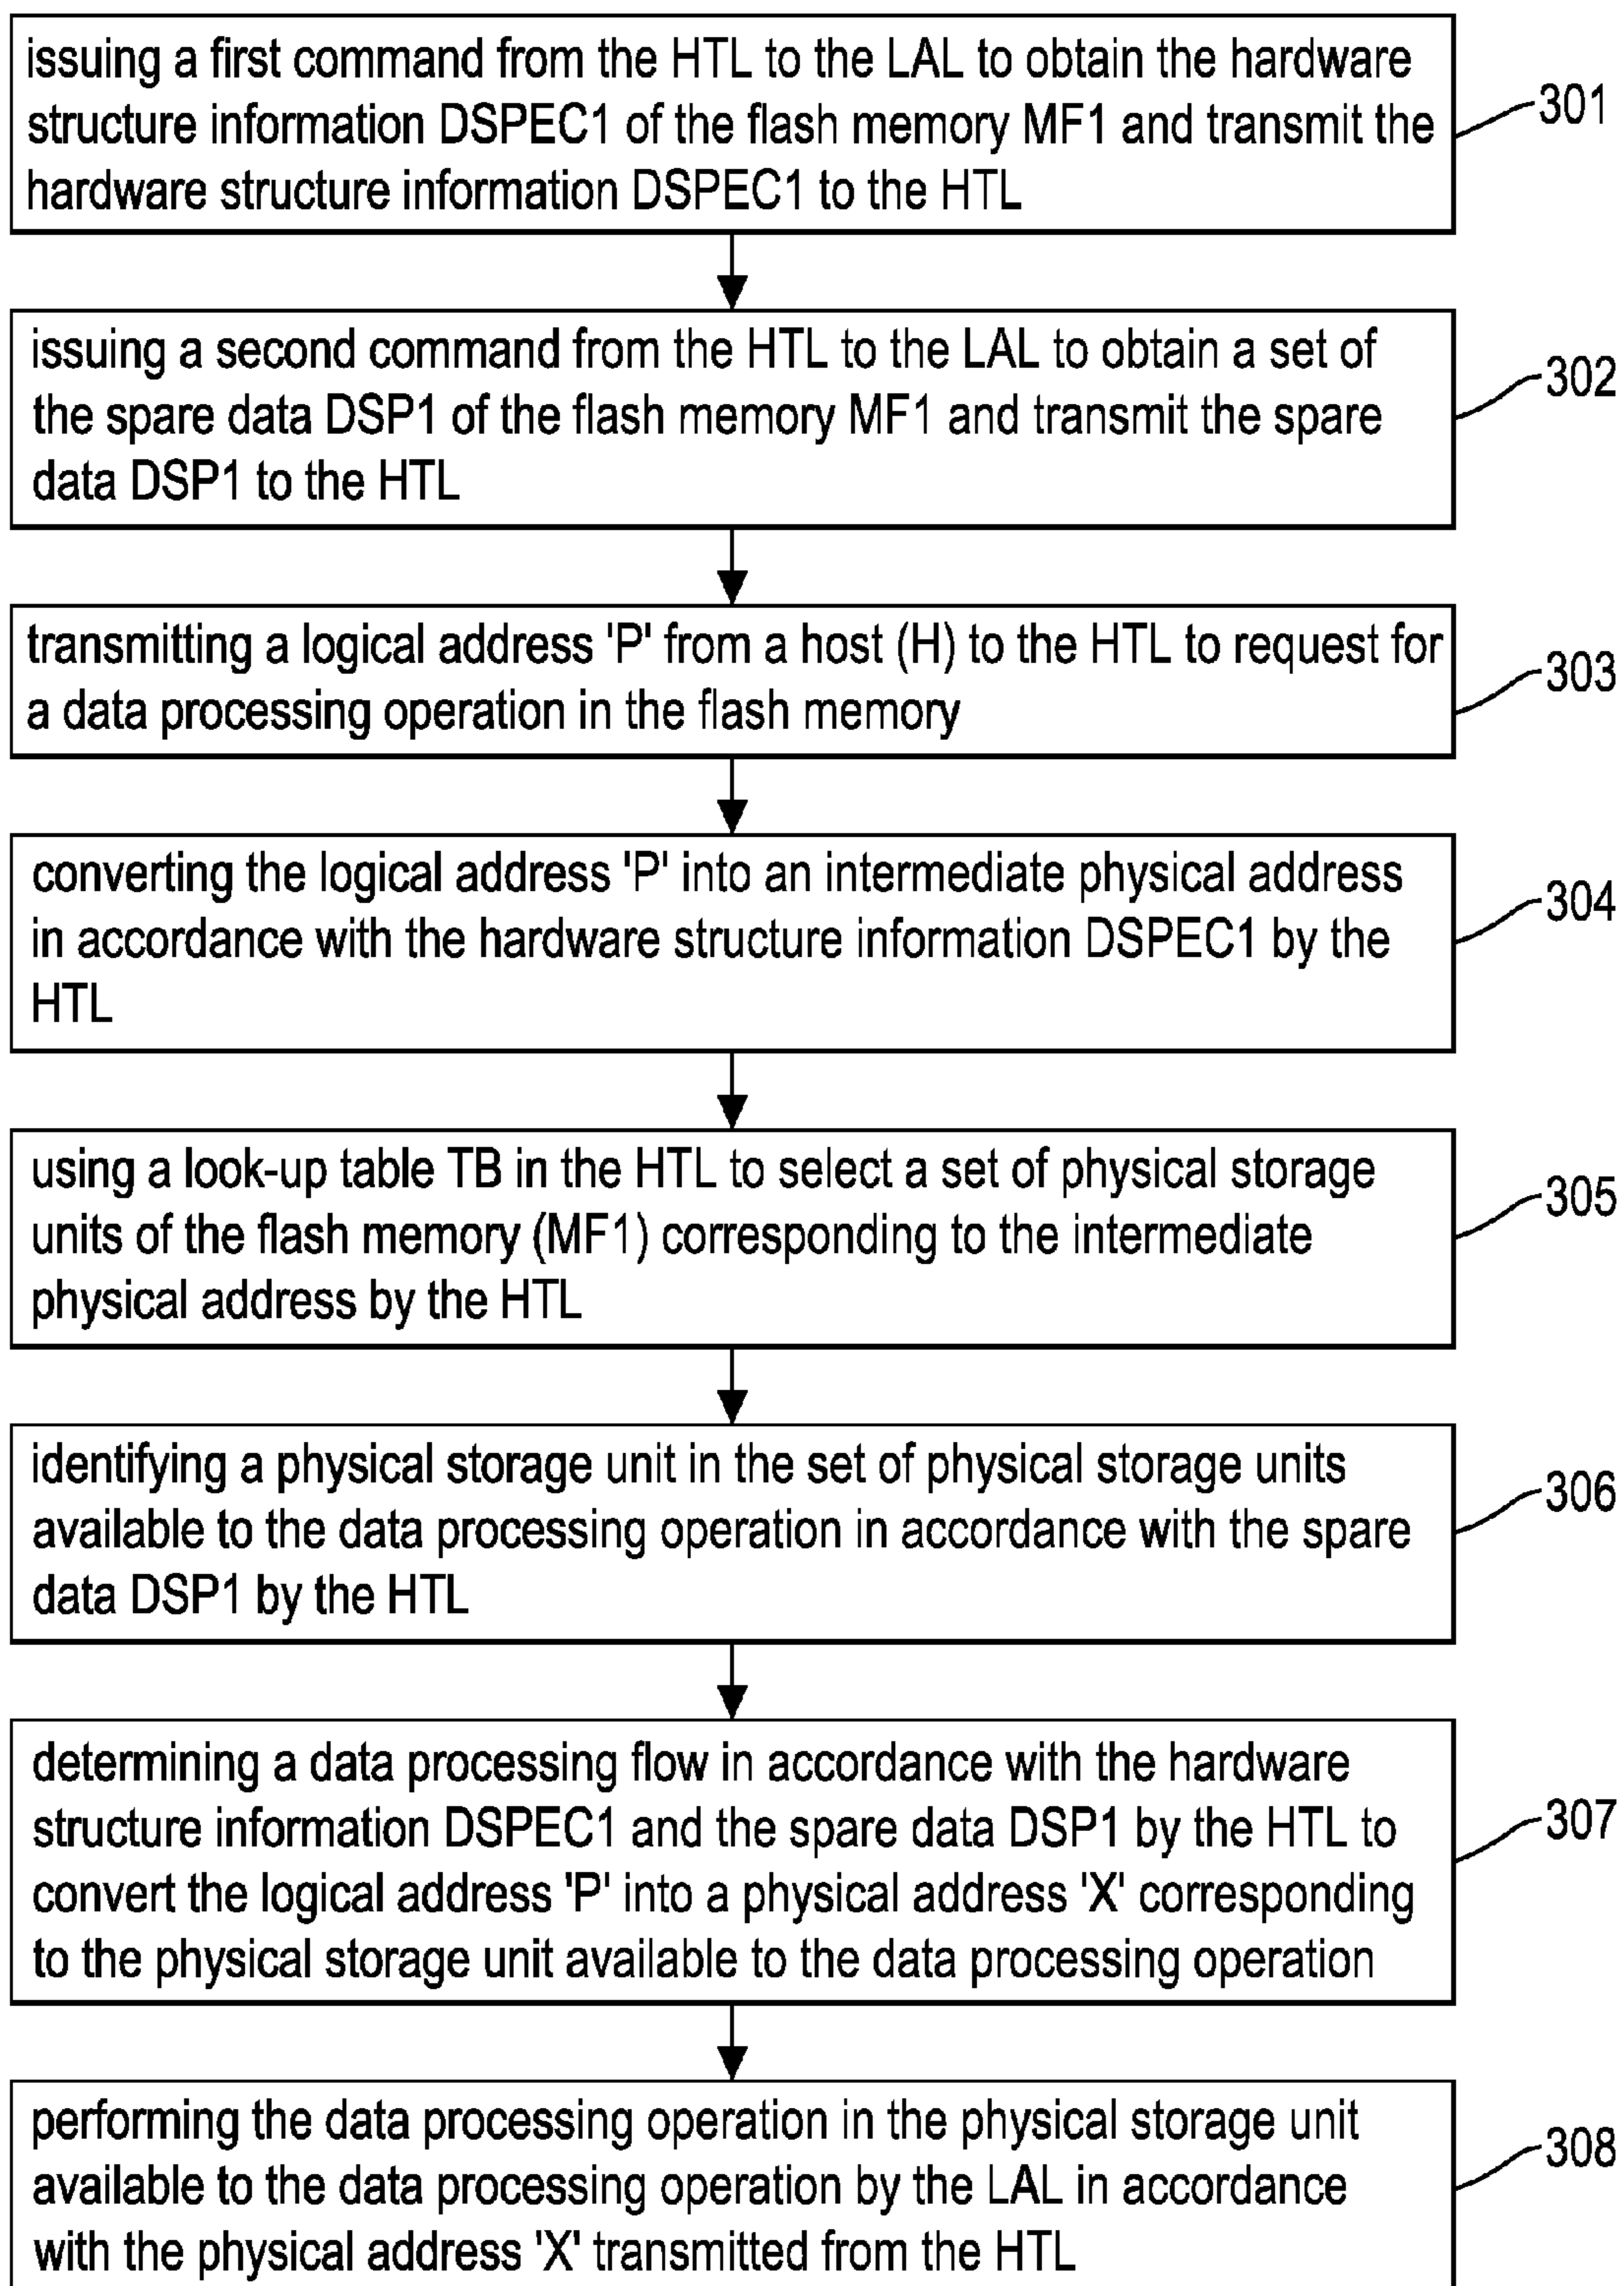 issuing a first command from the HTL to the LAL to obtain the hardware
structure information DSPEC1 of the flash memory MF1 and transmit the
hardware structure information DSPEC1 to the HTL
301
issuing a second command from the HTL to the LAL to obtain a set of
the spare data DSP1 of the flash memory MF1 and transmit the spare
data DSP1 to the HTL
302
transmitting a logical address 'P' from a host (H) to the HTL to request for
a data processing operation in the flash memory
303
converting the logical address 'P' into an intermediate physical address
in accordance with the hardware structure information DSPEC1 by the
HTL
304
using a look-up table TB in the HTL to select a set of physical storage
units of the flash memory (MF1) corresponding to the intermediate
physical address by the HTL
305
identifying a physical storage unit in the set of physical storage units
available to the data processing operation in accordance with the spare
data DSP1 by the HTL
306
determining a data processing flow in accordance with the hardware
structure information DSPEC1 and the spare data DSP1 by the HTL to
convert the logical address 'P' into a physical address 'X' corresponding
to the physical storage unit available to the data processing operation
307
performing the data processing operation in the physical storage unit
available to the data processing operation by the LAL in accordance
with the physical address 'X' transmitted from the HTL
308